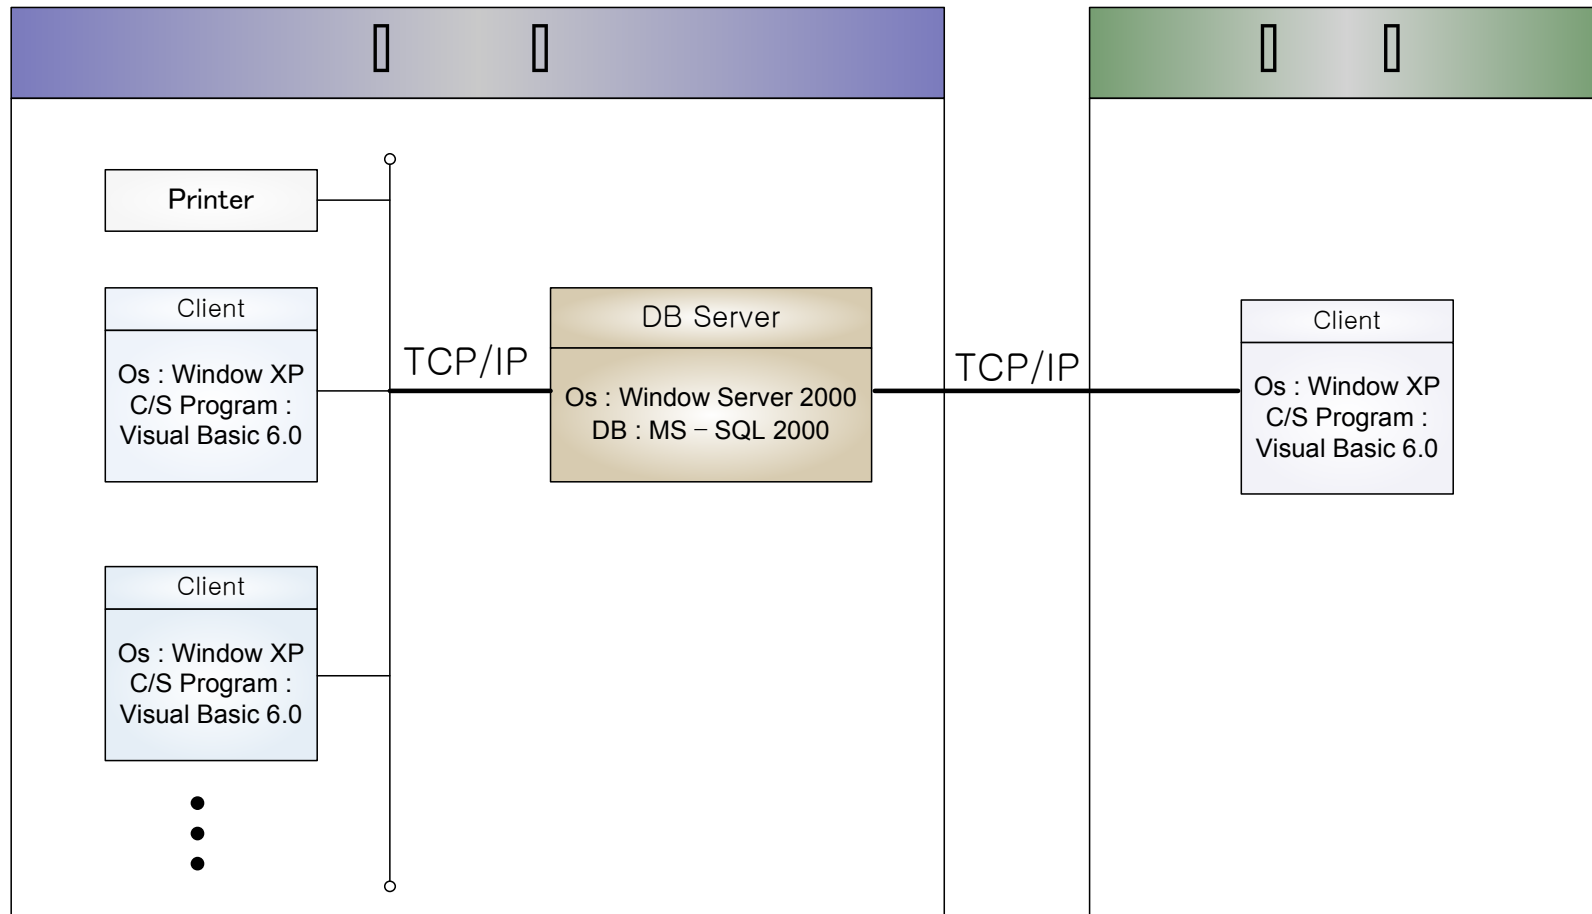 Printer
Client
Os : Window XP
C/S Program :
Visual Basic 6.0
TCP/IP
DB Server
Os : Window Server 2000
DB : MS – SQL 2000
TCP/IP
Client
Os : Window XP
C/S Program :
Visual Basic 6.0
Client
Os : Window XP
C/S Program :
Visual Basic 6.0